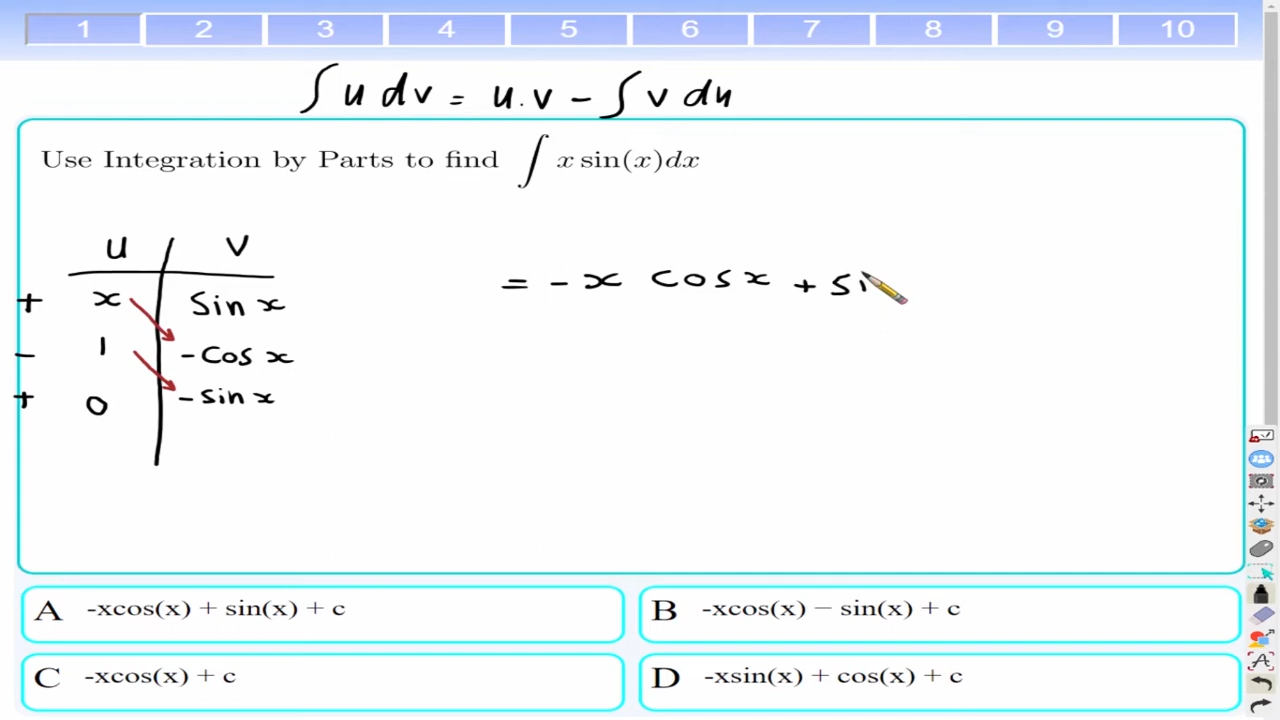 1 2 3 4 5 6 7 8 9 10
∫ u dv = u.v - ∫ v du
Use Integration by Parts to find ∫ x sin(x)dx
u v
+ x sin x
- 1 -cos x
+ 0 -sin x
= -x cos x + si
A -xcos(x) + sin(x) + c
B -xcos(x) − sin(x) + c
C -xcos(x) + c
D -xsin(x) + cos(x) + c